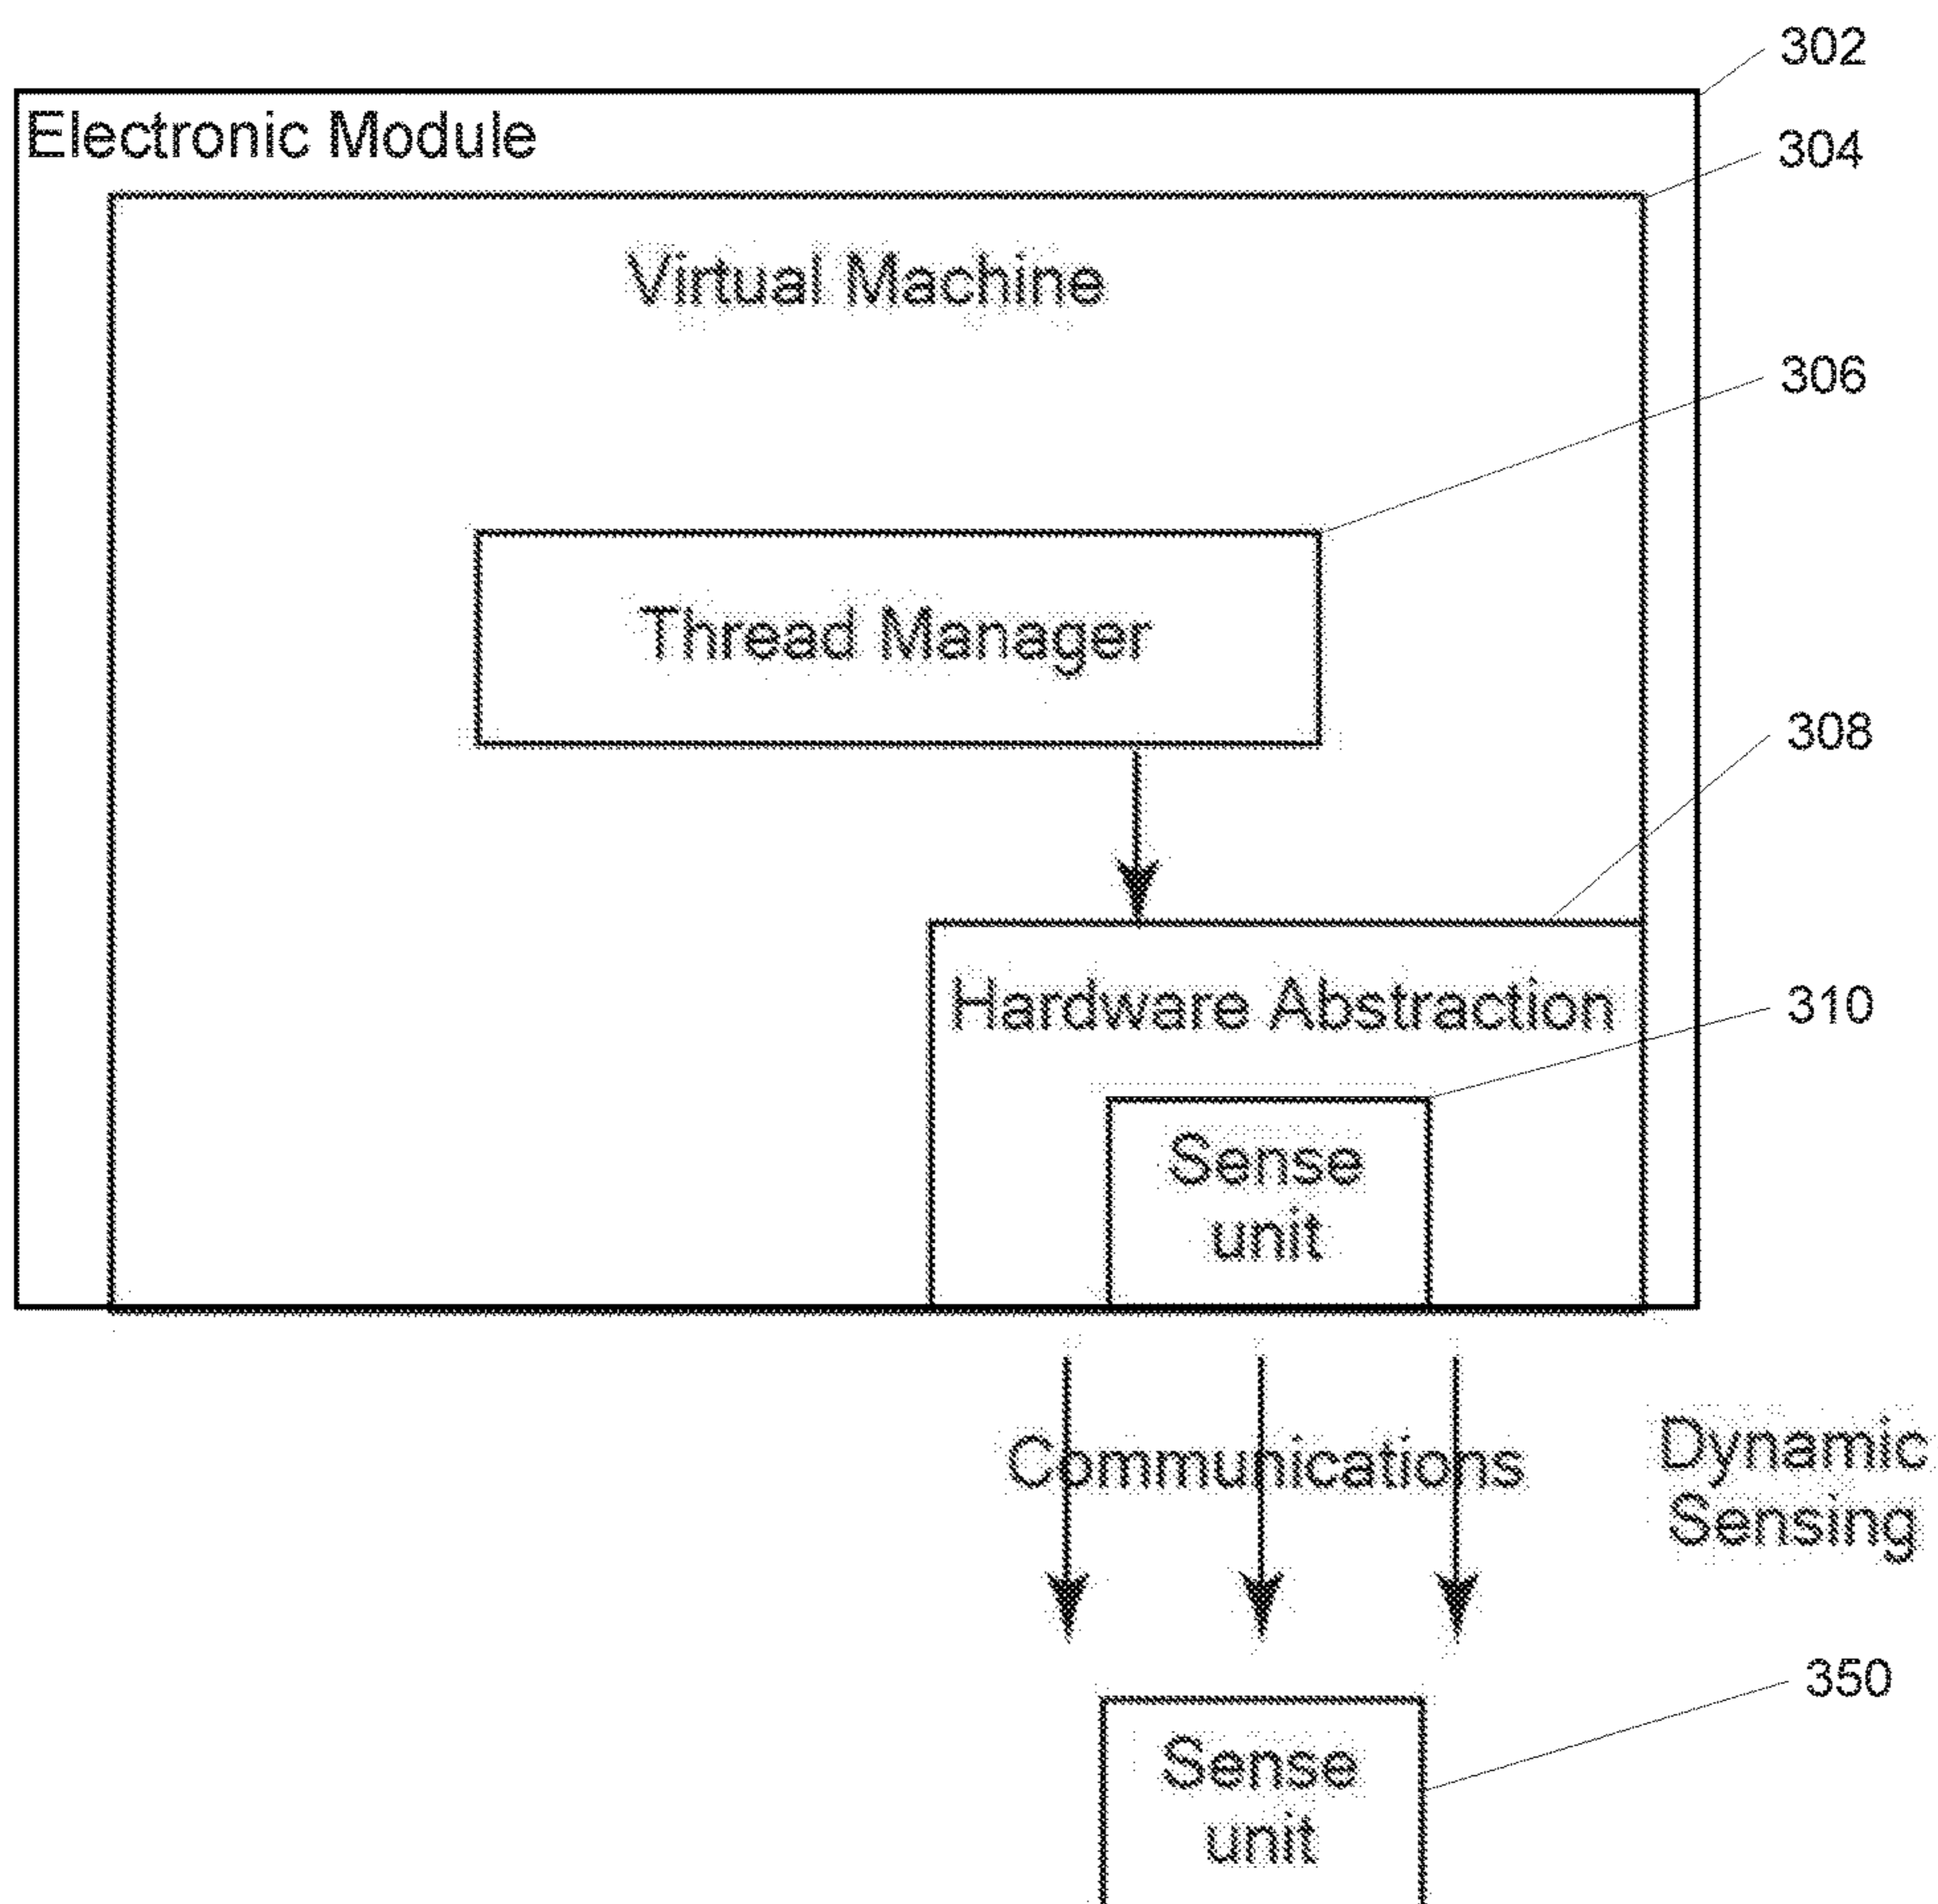 302
Electronic Module
304
Virtual Machine
306
Thread Manager
308
Hardware Abstraction
310
Sense
unit
Communications
Dynamic
Sensing
350
Sense
unit